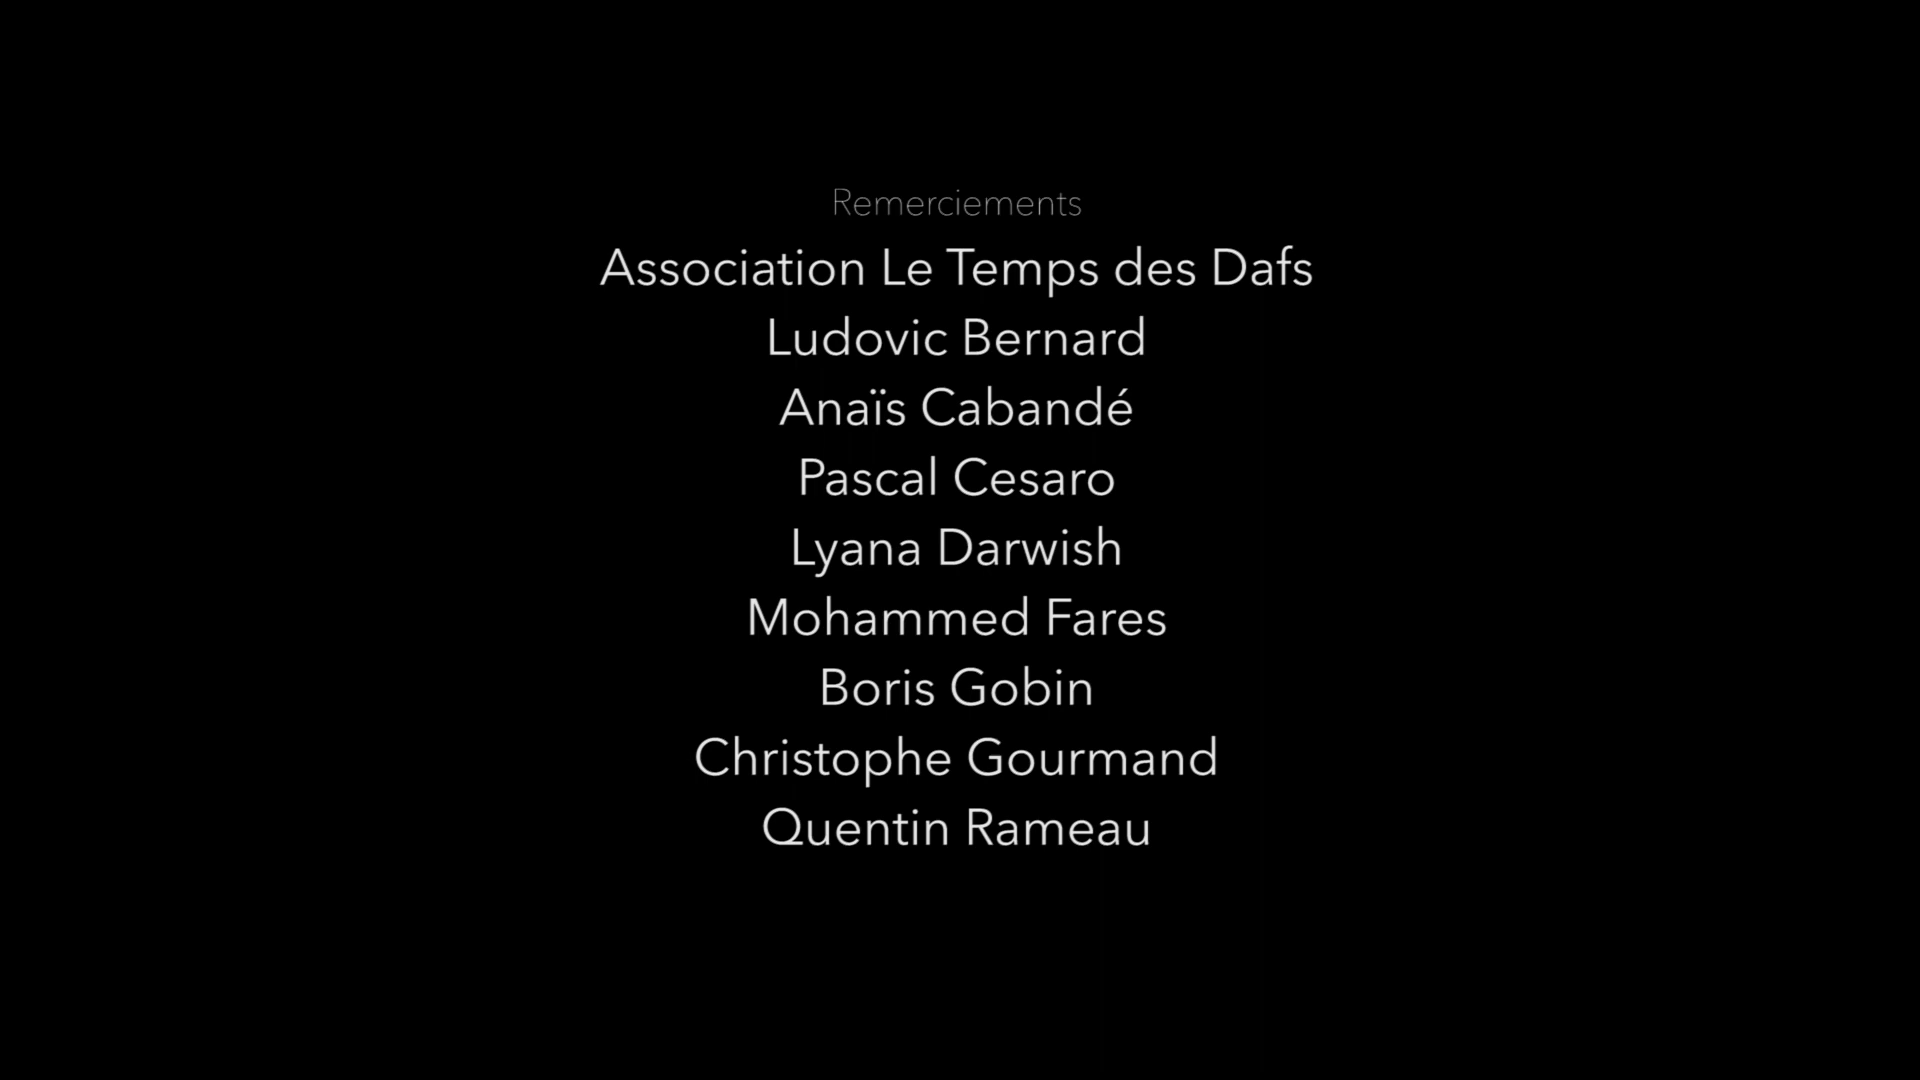 Remerciements
Association Le Temps des Dafs
Ludovic Bernard
Anaïs Cabandé
Pascal Cesaro
Lyana Darwish
Mohammed Fares
Boris Gobin
Christophe Gourmand
Quentin Rameau